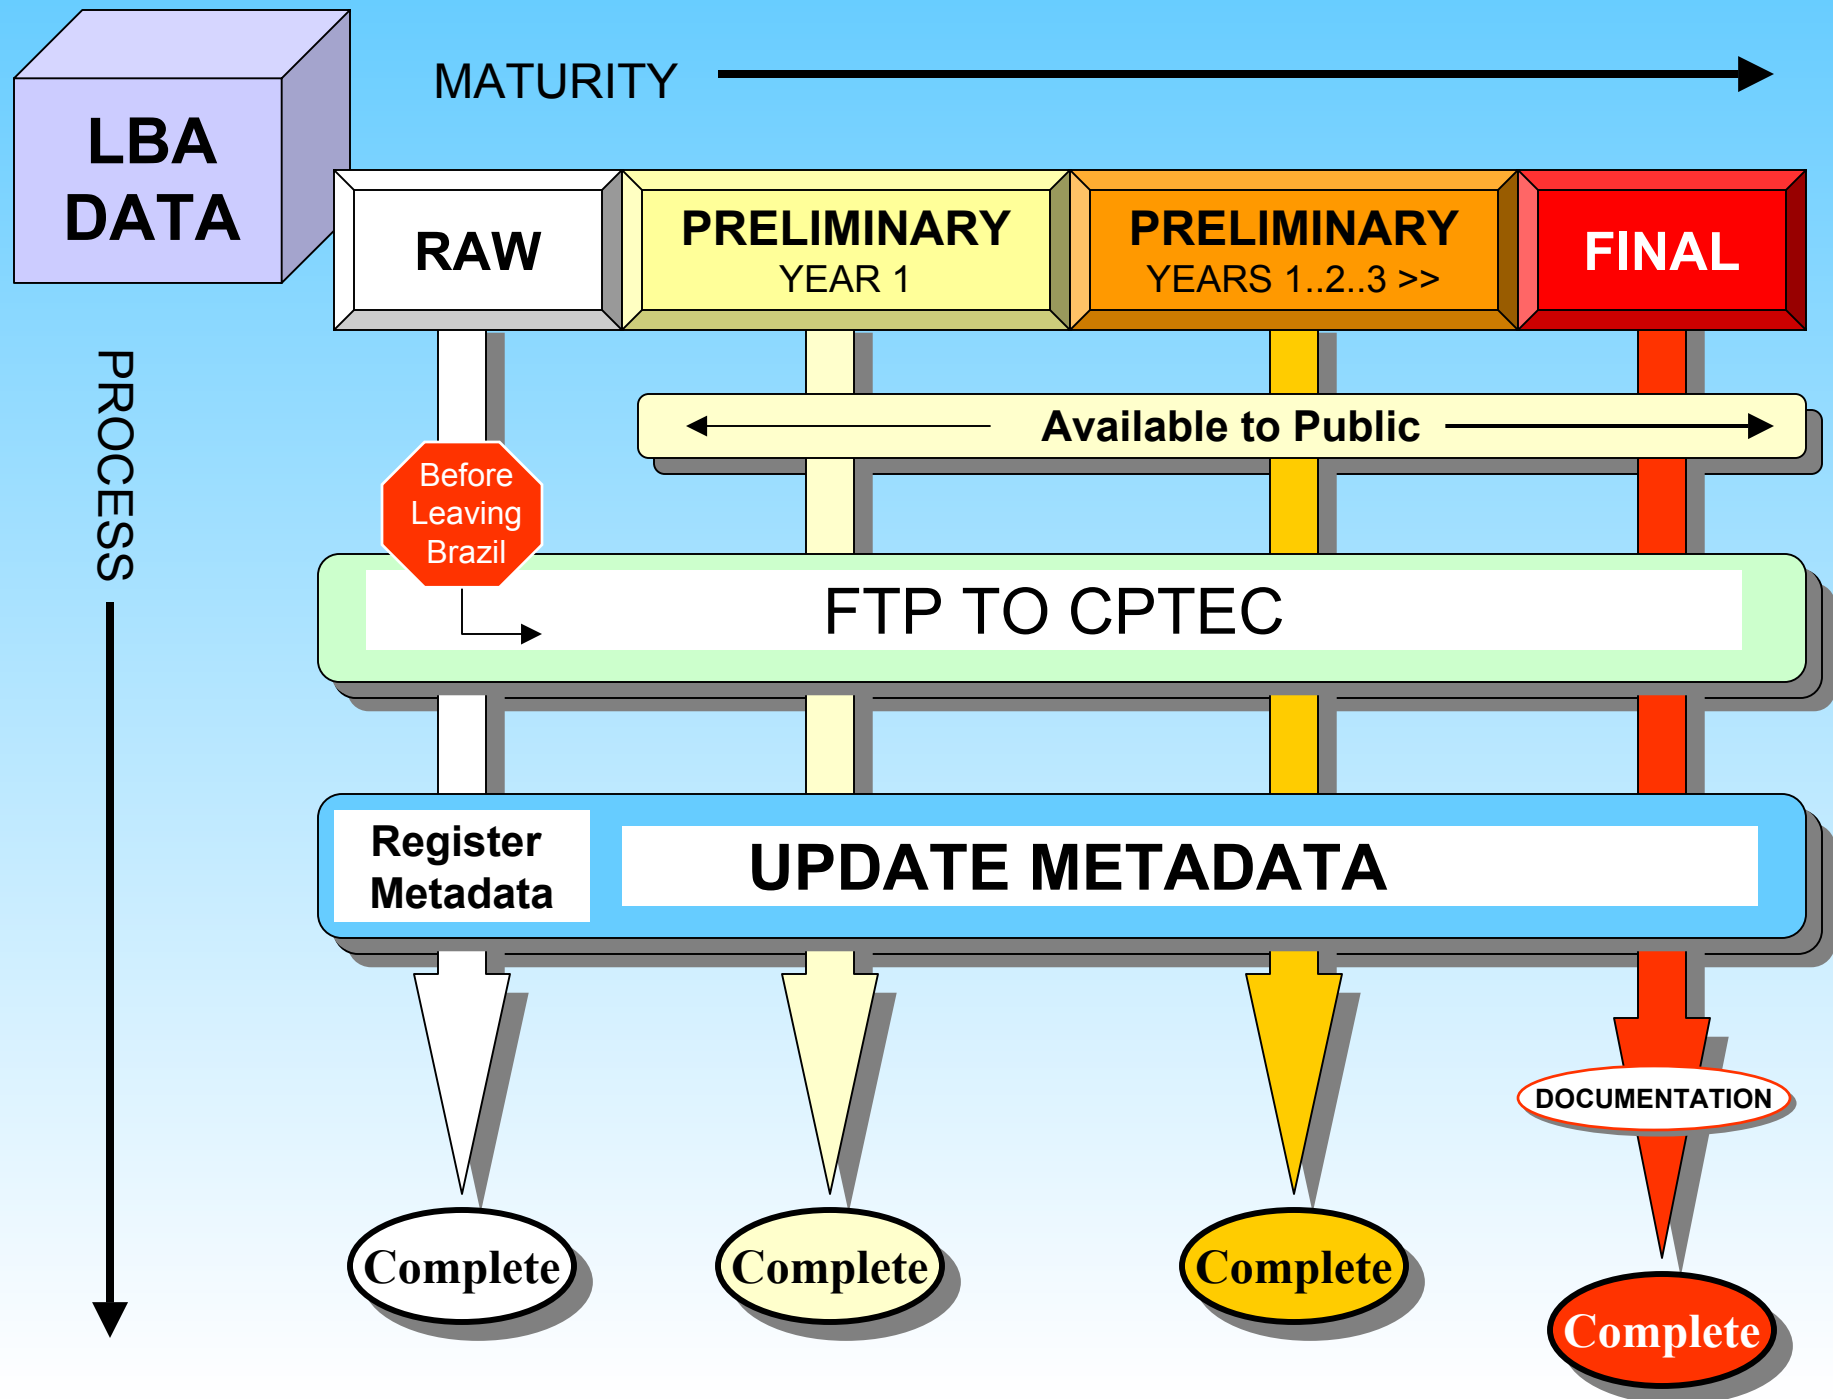 LBA
DATA
MATURITY
RAW
PRELIMINARY
YEAR 1
PRELIMINARY
YEARS 1..2..3 >>
FINAL
PROCESS
Available to Public
Before
Leaving
Brazil
FTP TO CPTEC
Register
Metadata
UPDATE METADATA
DOCUMENTATION
Complete
Complete
Complete
Complete